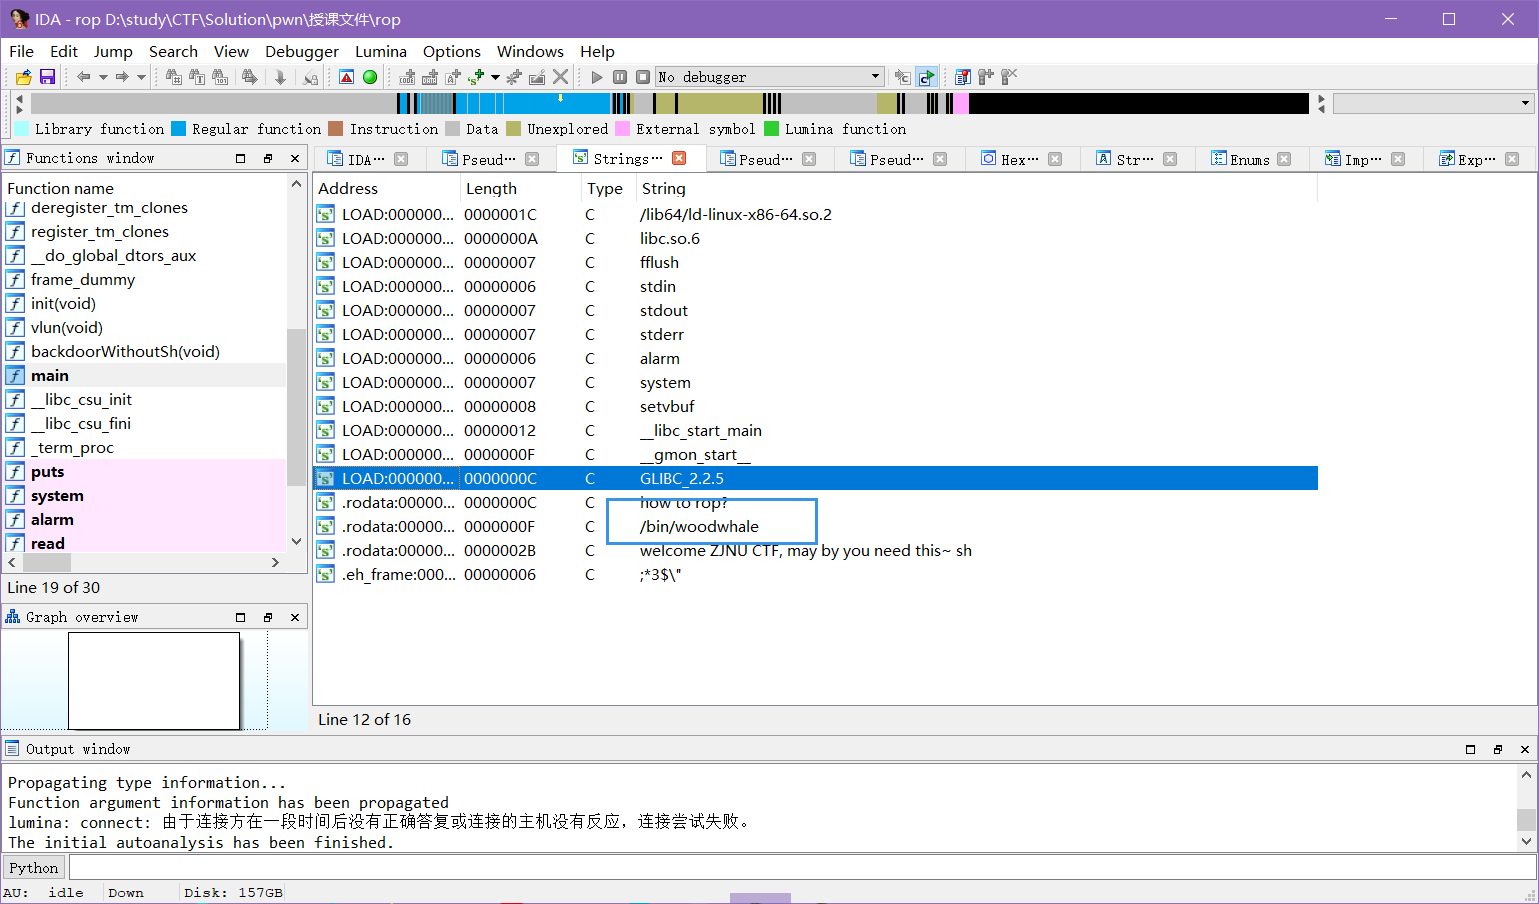 IDA - rop D:\study\CTF\Solution\pwn\授课文件\rop
File Edit Jump Search View Debugger Lumina Options Windows Help
No debugger
Library function Regular function Instruction Data Unexplored External symbol Lumina function
Functions window
IDA··· Pseud··· Strings··· Pseud··· Pseud··· Hex··· Str··· Enums Imp··· Exp···
Function name
deregister_tm_clones
register_tm_clones
__do_global_dtors_aux
frame_dummy
init(void)
vlun(void)
backdoorWithoutSh(void)
main
__libc_csu_init
__libc_csu_fini
_term_proc
puts
system
alarm
read
Line 19 of 30
Graph overview
Address Length Type String
LOAD:000000... 0000001C C /lib64/ld-linux-x86-64.so.2
LOAD:000000... 0000000A C libc.so.6
LOAD:000000... 00000007 C fflush
LOAD:000000... 00000006 C stdin
LOAD:000000... 00000007 C stdout
LOAD:000000... 00000007 C stderr
LOAD:000000... 00000006 C alarm
LOAD:000000... 00000007 C system
LOAD:000000... 00000008 C setvbuf
LOAD:000000... 00000012 C __libc_start_main
LOAD:000000... 0000000F C __gmon_start__
LOAD:000000... 0000000C C GLIBC_2.2.5
.rodata:00000... 0000000C C how to rop?
.rodata:00000... 0000000F C /bin/woodwhale
.rodata:00000... 0000002B C welcome ZJNU CTF, may by you need this~ sh
.eh_frame:000... 00000006 C ;*3$\"
Line 12 of 16
Output window
Propagating type information...
Function argument information has been propagated
lumina: connect: 由于连接方在一段时间后没有正确答复或连接的主机没有反应，连接尝试失败。
The initial autoanalysis has been finished.
Python
AU: idle Down Disk: 157GB